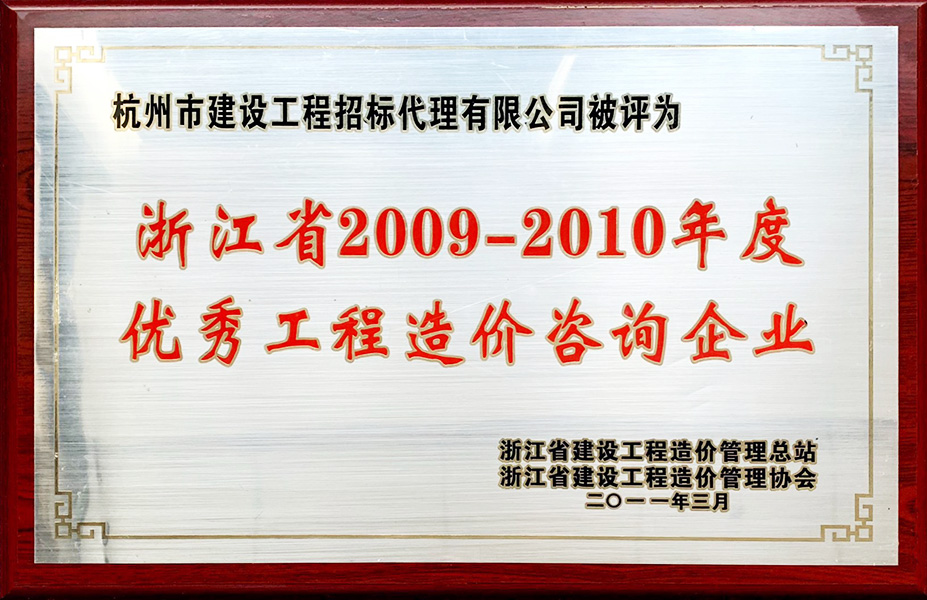 杭州市建设工程招标代理有限公司被评为
浙江省2009-2010年度
优秀工程造价咨询企业
浙江省建设工程造价管理总站
浙江省建设工程造价管理协会
二〇一一年三月